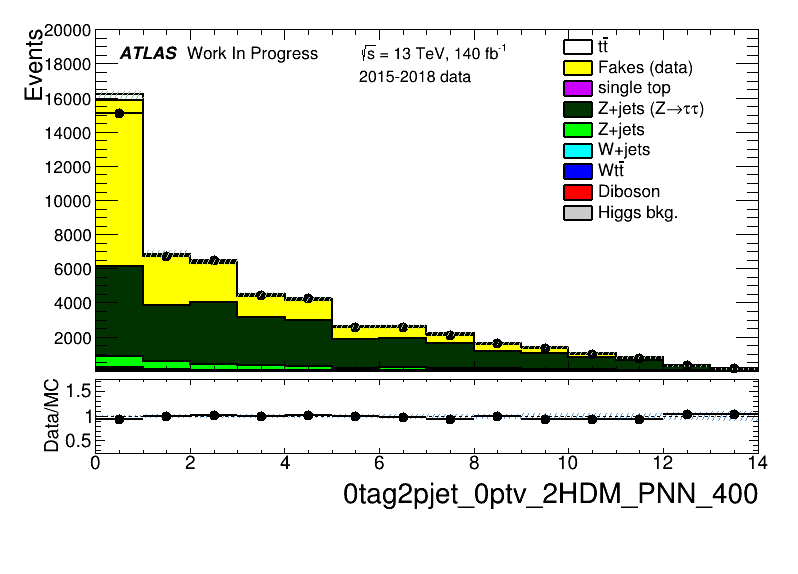 Events
20000
18000
16000
14000
12000
10000
8000
6000
4000
2000
ATLAS Work In Progress
√s = 13 TeV, 140 fb-1
2015-2018 data
tt̄
Fakes (data)
single top
Z+jets (Z→ττ)
Z+jets
W+jets
Wtt̄
Diboson
Higgs bkg.
Data/MC
1.5
1
0.5
0 2 4 6 8 10 12 14
0tag2pjet_0ptv_2HDM_PNN_400